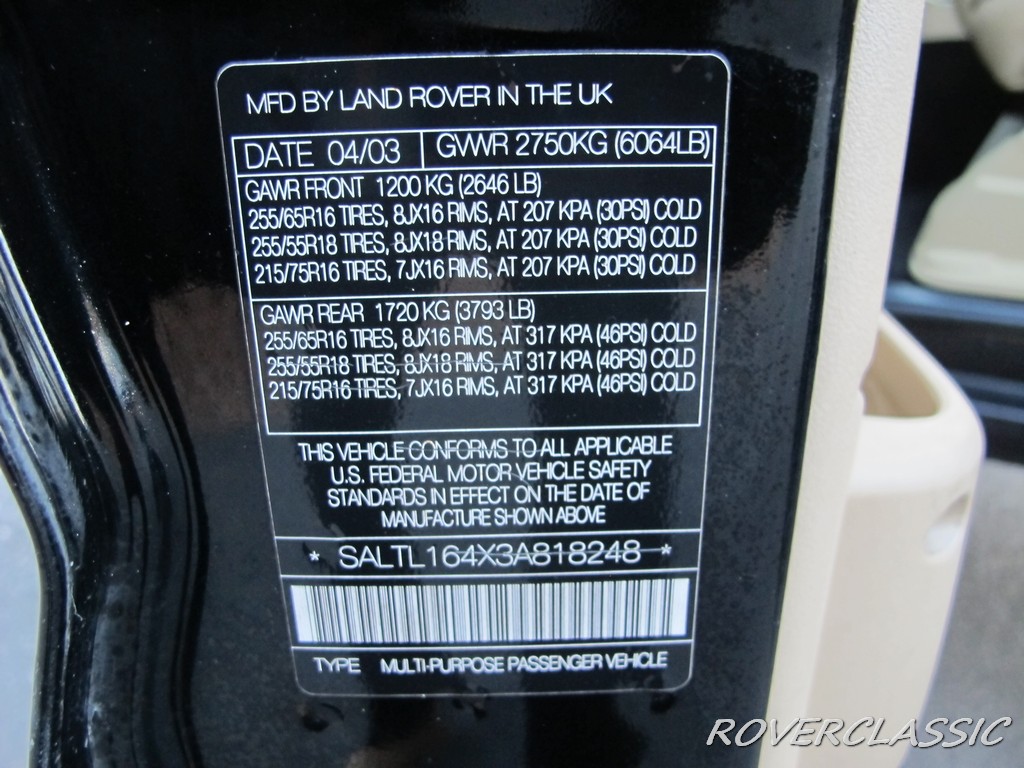 MFD BY LAND ROVER IN THE UK
DATE 04/03 GWWR 2750KG (6064LB)
GAWR FRONT 1200 KG (2646 LB)
255/65R16 TIRES, 8JX16 RIMS, AT 207 KPA (30PSI) COLD
255/55R18 TIRES, 8JX18 RIMS, AT 207 KPA (30PSI) COLD
215/75R16 TIRES, 7JX16 RIMS, AT 207 KPA (30PSI) COLD
GAWR REAR 1720 KG (3793 LB)
255/65R16 TIRES, 8JX16 RIMS, AT 317 KPA (46PSI) COLD
255/55R18 TIRES, 8JX18 RIMS, AT 317 KPA (46PSI) COLD
215/75R16 TIRES, 7JX16 RIMS, AT 317 KPA (46PSI) COLD
THIS VEHICLE CONFORMS TO ALL APPLICABLE
U.S. FEDERAL MOTOR VEHICLE SAFETY
STANDARDS IN EFFECT ON THE DATE OF
MANUFACTURE SHOWN ABOVE
* SALTL164X3A818248 *
TYPE MULTI-PURPOSE PASSENGER VEHICLE
ROVERCLASSIC